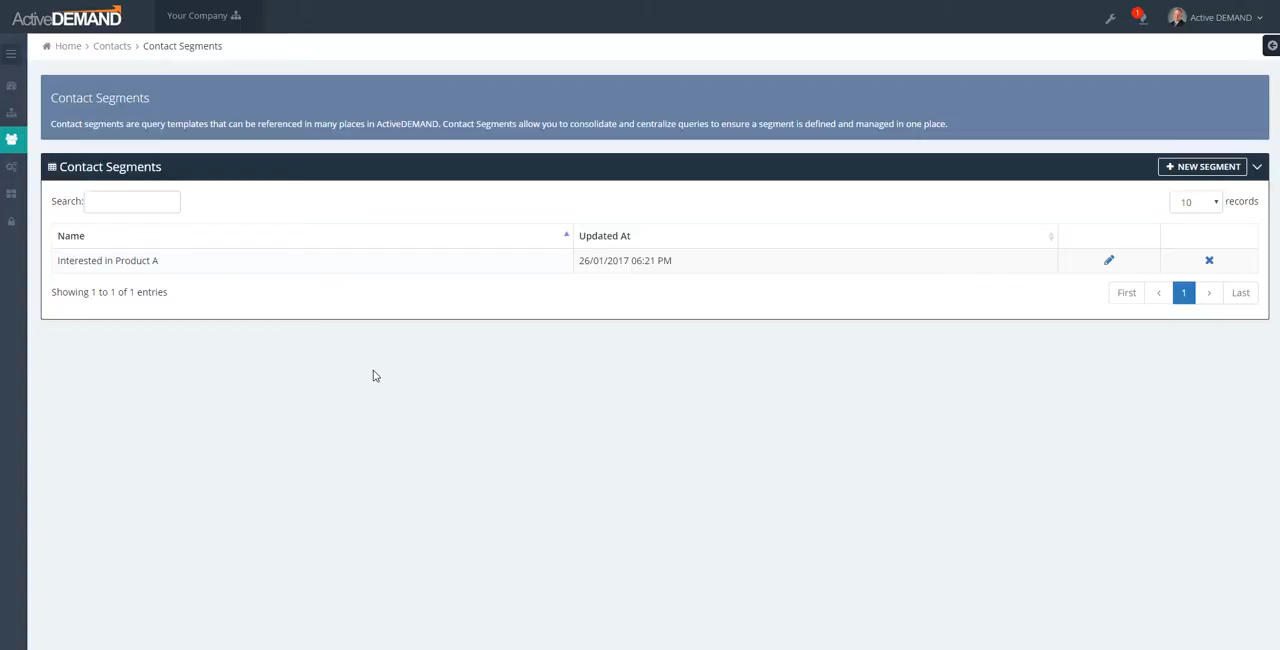 ActiveDEMAND
Your Company
1
Active DEMAND
Home > Contacts > Contact Segments
Contact Segments
Contact segments are query templates that can be referenced in many places in ActiveDEMAND. Contact Segments allow you to consolidate and centralize queries to ensure a segment is defined and managed in one place.
Contact Segments
+ NEW SEGMENT
Search:
10 records
Name Updated At
Interested in Product A 26/01/2017 06:21 PM
Showing 1 to 1 of 1 entries
First ‹ 1 › Last